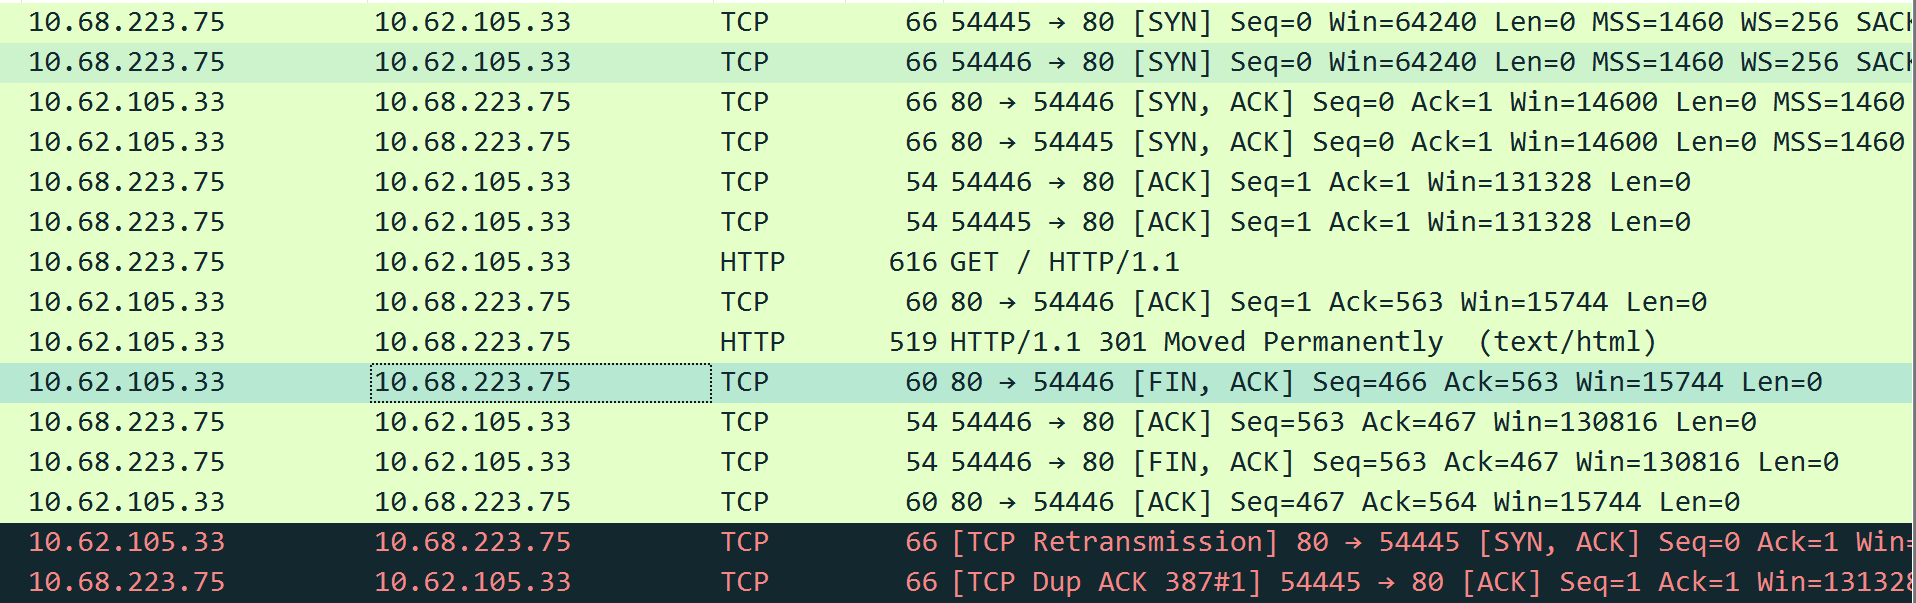 10.68.223.75 10.62.105.33 TCP 66 54445 → 80 [SYN] Seq=0 Win=64240 Len=0 MSS=1460 WS=256 SACK
10.68.223.75 10.62.105.33 TCP 66 54446 → 80 [SYN] Seq=0 Win=64240 Len=0 MSS=1460 WS=256 SACK
10.62.105.33 10.68.223.75 TCP 66 80 → 54446 [SYN, ACK] Seq=0 Ack=1 Win=14600 Len=0 MSS=1460
10.62.105.33 10.68.223.75 TCP 66 80 → 54445 [SYN, ACK] Seq=0 Ack=1 Win=14600 Len=0 MSS=1460
10.68.223.75 10.62.105.33 TCP 54 54446 → 80 [ACK] Seq=1 Ack=1 Win=131328 Len=0
10.68.223.75 10.62.105.33 TCP 54 54445 → 80 [ACK] Seq=1 Ack=1 Win=131328 Len=0
10.68.223.75 10.62.105.33 HTTP 616 GET / HTTP/1.1
10.62.105.33 10.68.223.75 TCP 60 80 → 54446 [ACK] Seq=1 Ack=563 Win=15744 Len=0
10.62.105.33 10.68.223.75 HTTP 519 HTTP/1.1 301 Moved Permanently (text/html)
10.62.105.33 10.68.223.75 TCP 60 80 → 54446 [FIN, ACK] Seq=466 Ack=563 Win=15744 Len=0
10.68.223.75 10.62.105.33 TCP 54 54446 → 80 [ACK] Seq=563 Ack=467 Win=130816 Len=0
10.68.223.75 10.62.105.33 TCP 54 54446 → 80 [FIN, ACK] Seq=563 Ack=467 Win=130816 Len=0
10.62.105.33 10.68.223.75 TCP 60 80 → 54446 [ACK] Seq=467 Ack=564 Win=15744 Len=0
10.62.105.33 10.68.223.75 TCP 66 [TCP Retransmission] 80 → 54445 [SYN, ACK] Seq=0 Ack=1 Win=
10.68.223.75 10.62.105.33 TCP 66 [TCP Dup ACK 387#1] 54445 → 80 [ACK] Seq=1 Ack=1 Win=131328